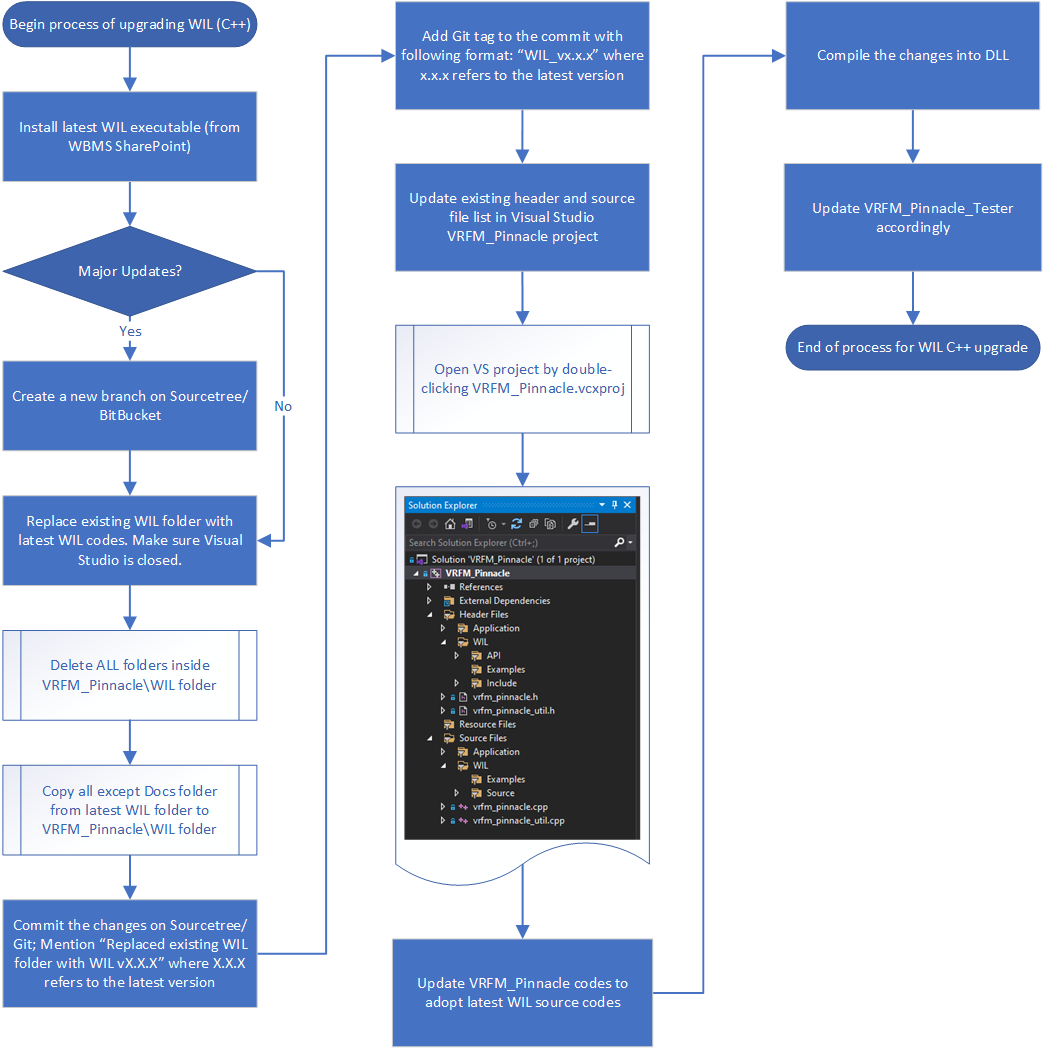 Begin process of upgrading WIL (C++)
Install latest WIL executable (from
WBMS SharePoint)
Major Updates?
Yes
No
Create a new branch on Sourcetree/
BitBucket
Replace existing WIL folder with
latest WIL codes. Make sure Visual
Studio is closed.
Delete ALL folders inside
VRFM_Pinnacle\WIL folder
Copy all except Docs folder
from latest WIL folder to
VRFM_Pinnacle\WIL folder
Commit the changes on Sourcetree/
Git; Mention “Replaced existing WIL
folder with WIL vX.X.X” where X.X.X
refers to the latest version
Add Git tag to the commit with
following format: “WIL_vx.x.x” where
x.x.x refers to the latest version
Update existing header and source
file list in Visual Studio
VRFM_Pinnacle project
Open VS project by double-
clicking VRFM_Pinnacle.vcxproj
Solution Explorer
Search Solution Explorer (Ctrl+;)
Solution 'VRFM_Pinnacle' (1 of 1 project)
VRFM_Pinnacle
References
External Dependencies
Header Files
Application
WIL
API
Examples
Include
vrfm_pinnacle.h
vrfm_pinnacle_util.h
Resource Files
Source Files
Application
WIL
Examples
Source
vrfm_pinnacle.cpp
vrfm_pinnacle_util.cpp
Update VRFM_Pinnacle codes to
adopt latest WIL source codes
Compile the changes into DLL
Update VRFM_Pinnacle_Tester
accordingly
End of process for WIL C++ upgrade